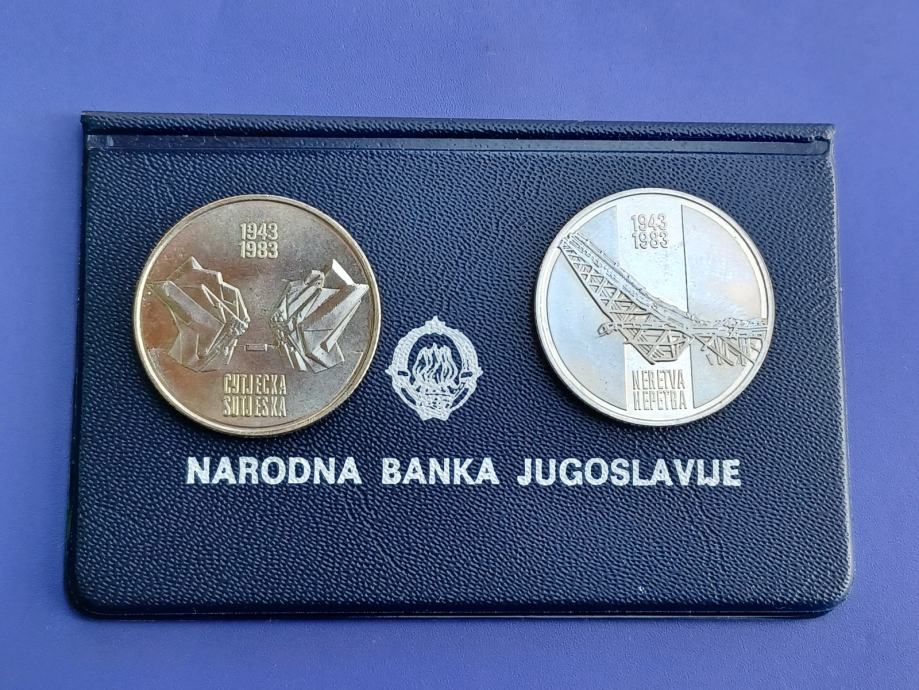 1943
1983
СУТЈЕСКА
SUTJESKA
1943
1983
NERETVA
НЕРЕТВА
NARODNA BANKA JUGOSLAVIJE